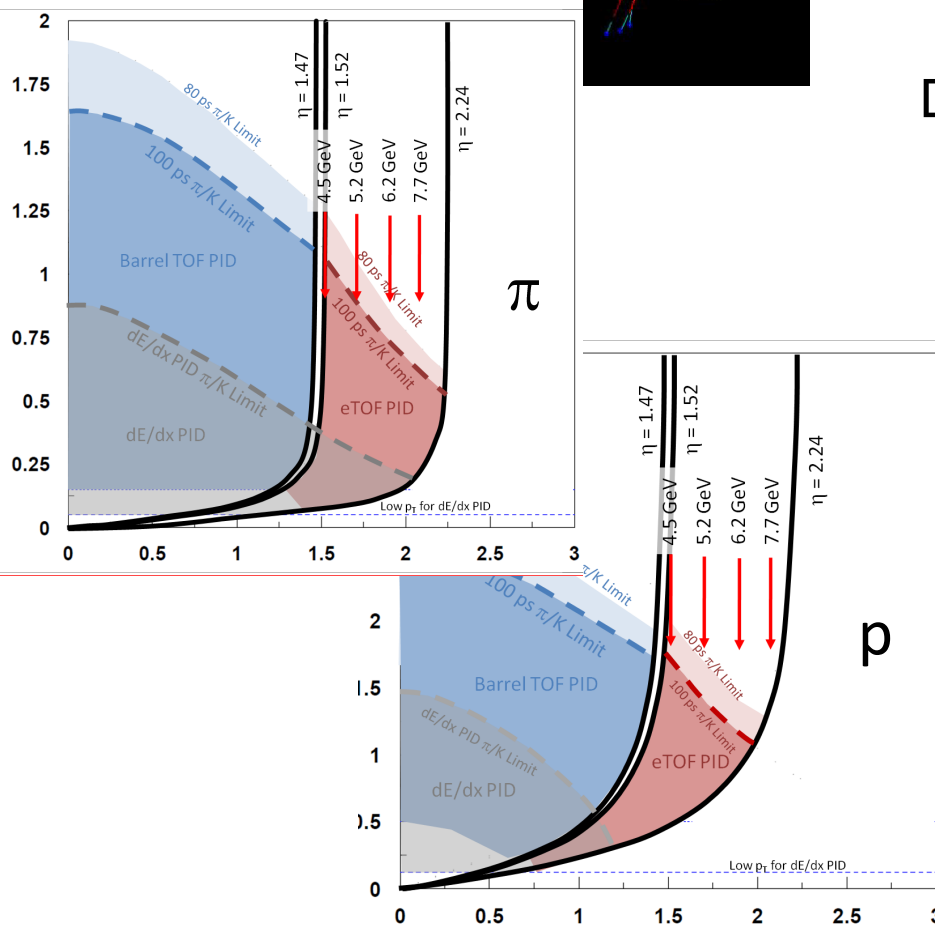 2
1.75
1.5
1.25
1
0.75
0.5
0.25
0
0
0.5
1
1.5
2
2.5
3
80 ps π/K Limit
100 ps π/K Limit
Barrel TOF PID
dE/dx PID π/K Limit
dE/dx PID
η = 1.47
η = 1.52
η = 2.24
4.5 GeV
5.2 GeV
6.2 GeV
7.7 GeV
80 ps π/K Limit
100 ps π/K Limit
eTOF PID
Low pT for dE/dx PID
π
2
1.5
1
0.5
0
0
0.5
1
1.5
2
2.5
π/K Limit
100 ps π/K Limit
Barrel TOF PID
dE/dx PID π/K Limit
dE/dx PID
η = 1.47
η = 1.52
η = 2.24
4.5 GeV
5.2 GeV
6.2 GeV
7.7 GeV
80 ps π/K Limit
100 ps π/K Limit
eTOF PID
Low pT for dE/dx PID
p